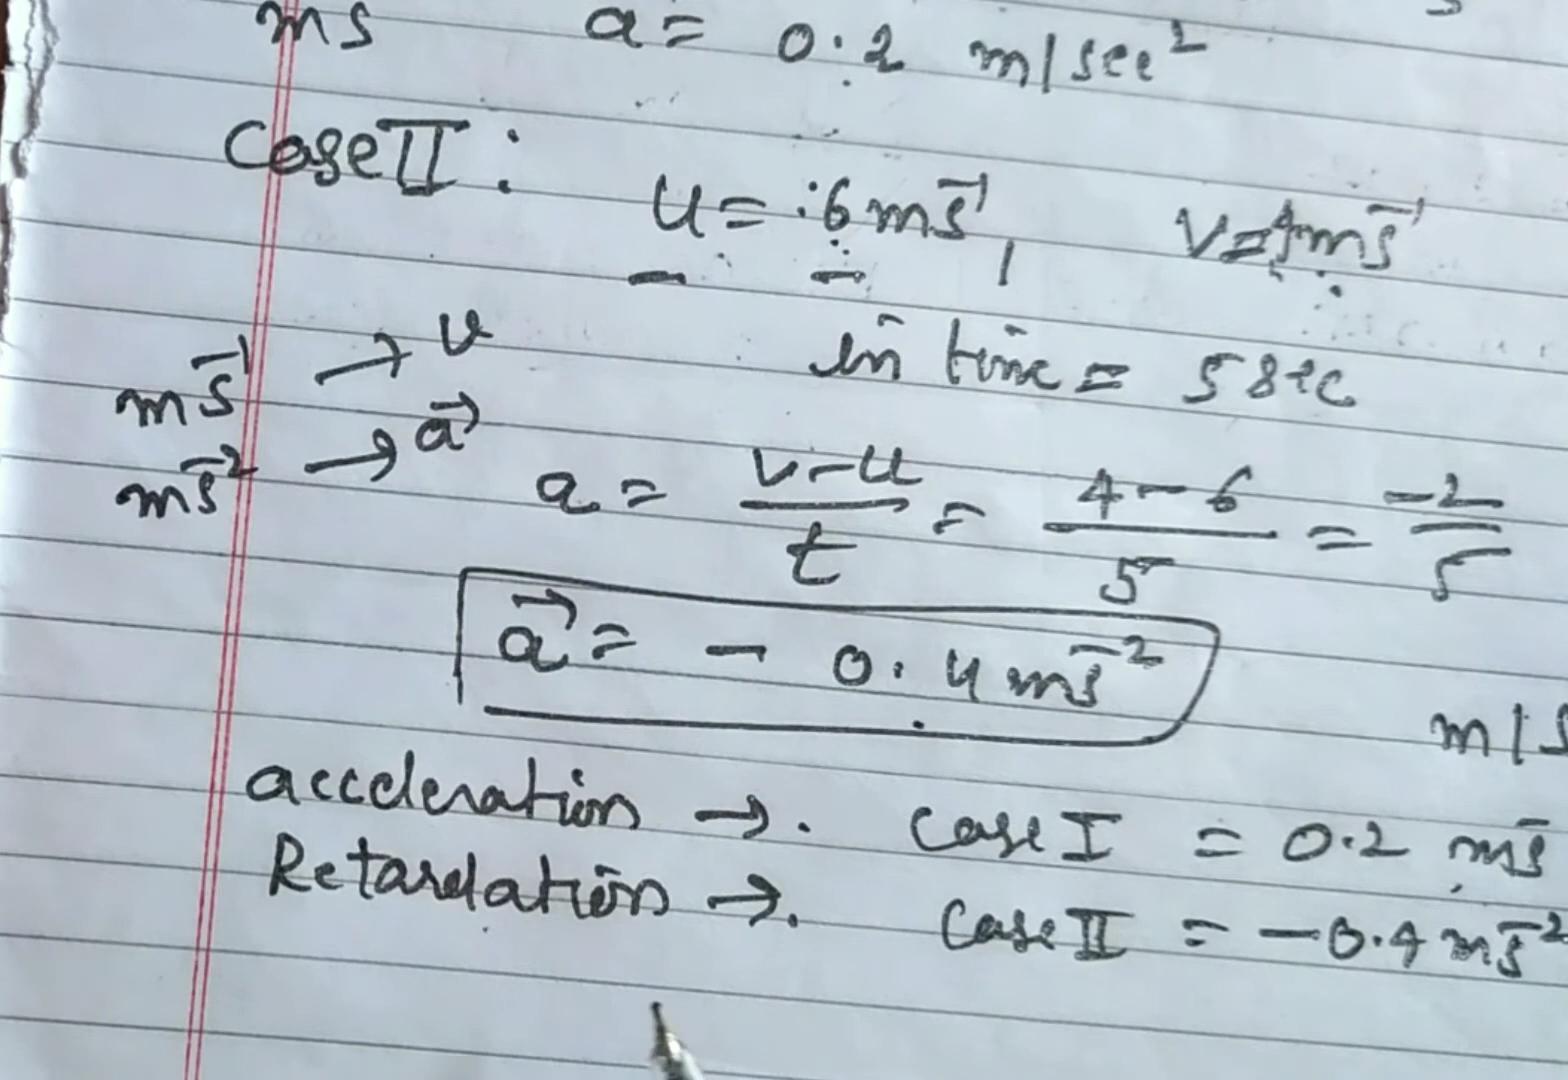 ms a = 0.2 m/sec²
Case II : u = 6 ms⁻¹, v = 4 ms⁻¹
in time = 5 sec
ms⁻¹ → v
ms⁻² → a⃗
a = (v-u)/t = (4-6)/5 = -2/5
a⃗ = - 0.4 ms⁻²
m/s
acceleration → . Case I = 0.2 ms⁻
Retardation → . Case II = -0.4 ms⁻²